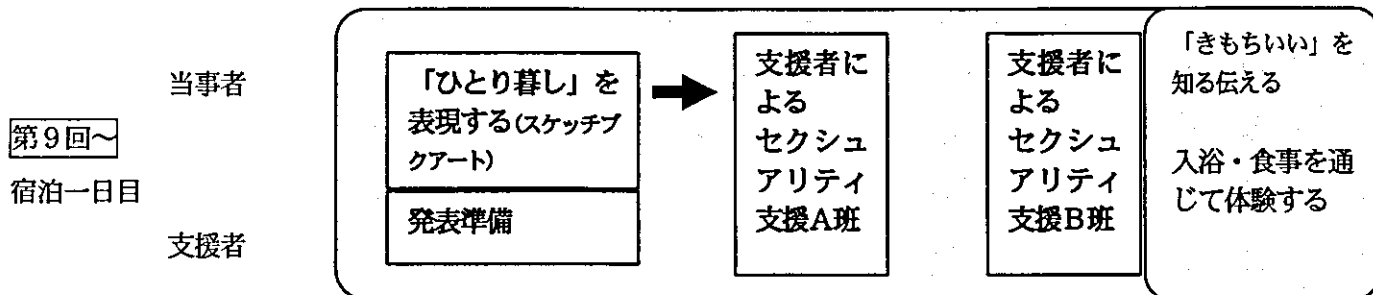 当事者
第9回～
宿泊一日目
支援者
「ひとり暮し」を
表現する(スケッチブ
クアート)
発表準備
支援者に
よる
セクシュ
アリティ
支援A班
支援者に
よる
セクシュ
アリティ
支援B班
「きもちいい」を
知る伝える
入浴・食事を通
じて体験する